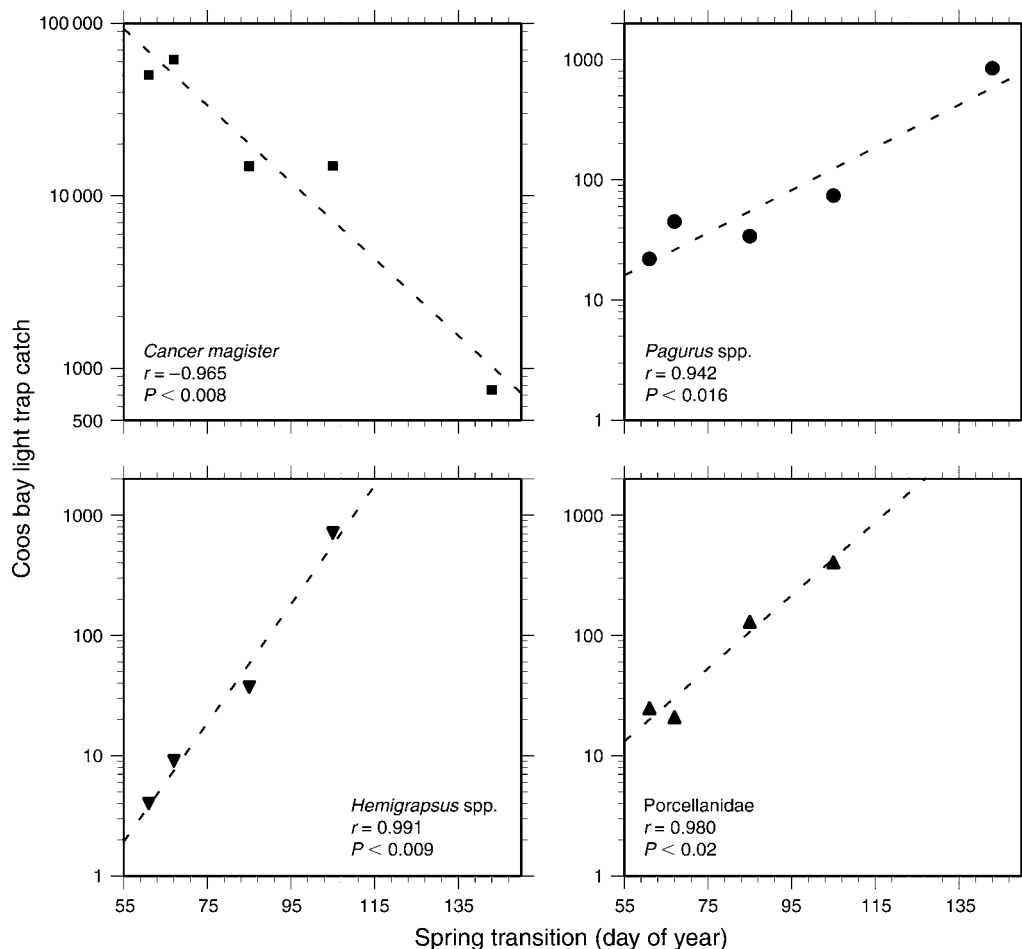 Coos bay light trap catch
100 000
10 000
1000
500
Cancer magister
r = −0.965
P < 0.008
1000
100
10
1
Pagurus spp.
r = 0.942
P < 0.016
1000
100
10
1
Hemigrapsus spp.
r = 0.991
P < 0.009
55 75 95 115 135
1000
100
10
1
Porcellanidae
r = 0.980
P < 0.02
55 75 95 115 135
Spring transition (day of year)